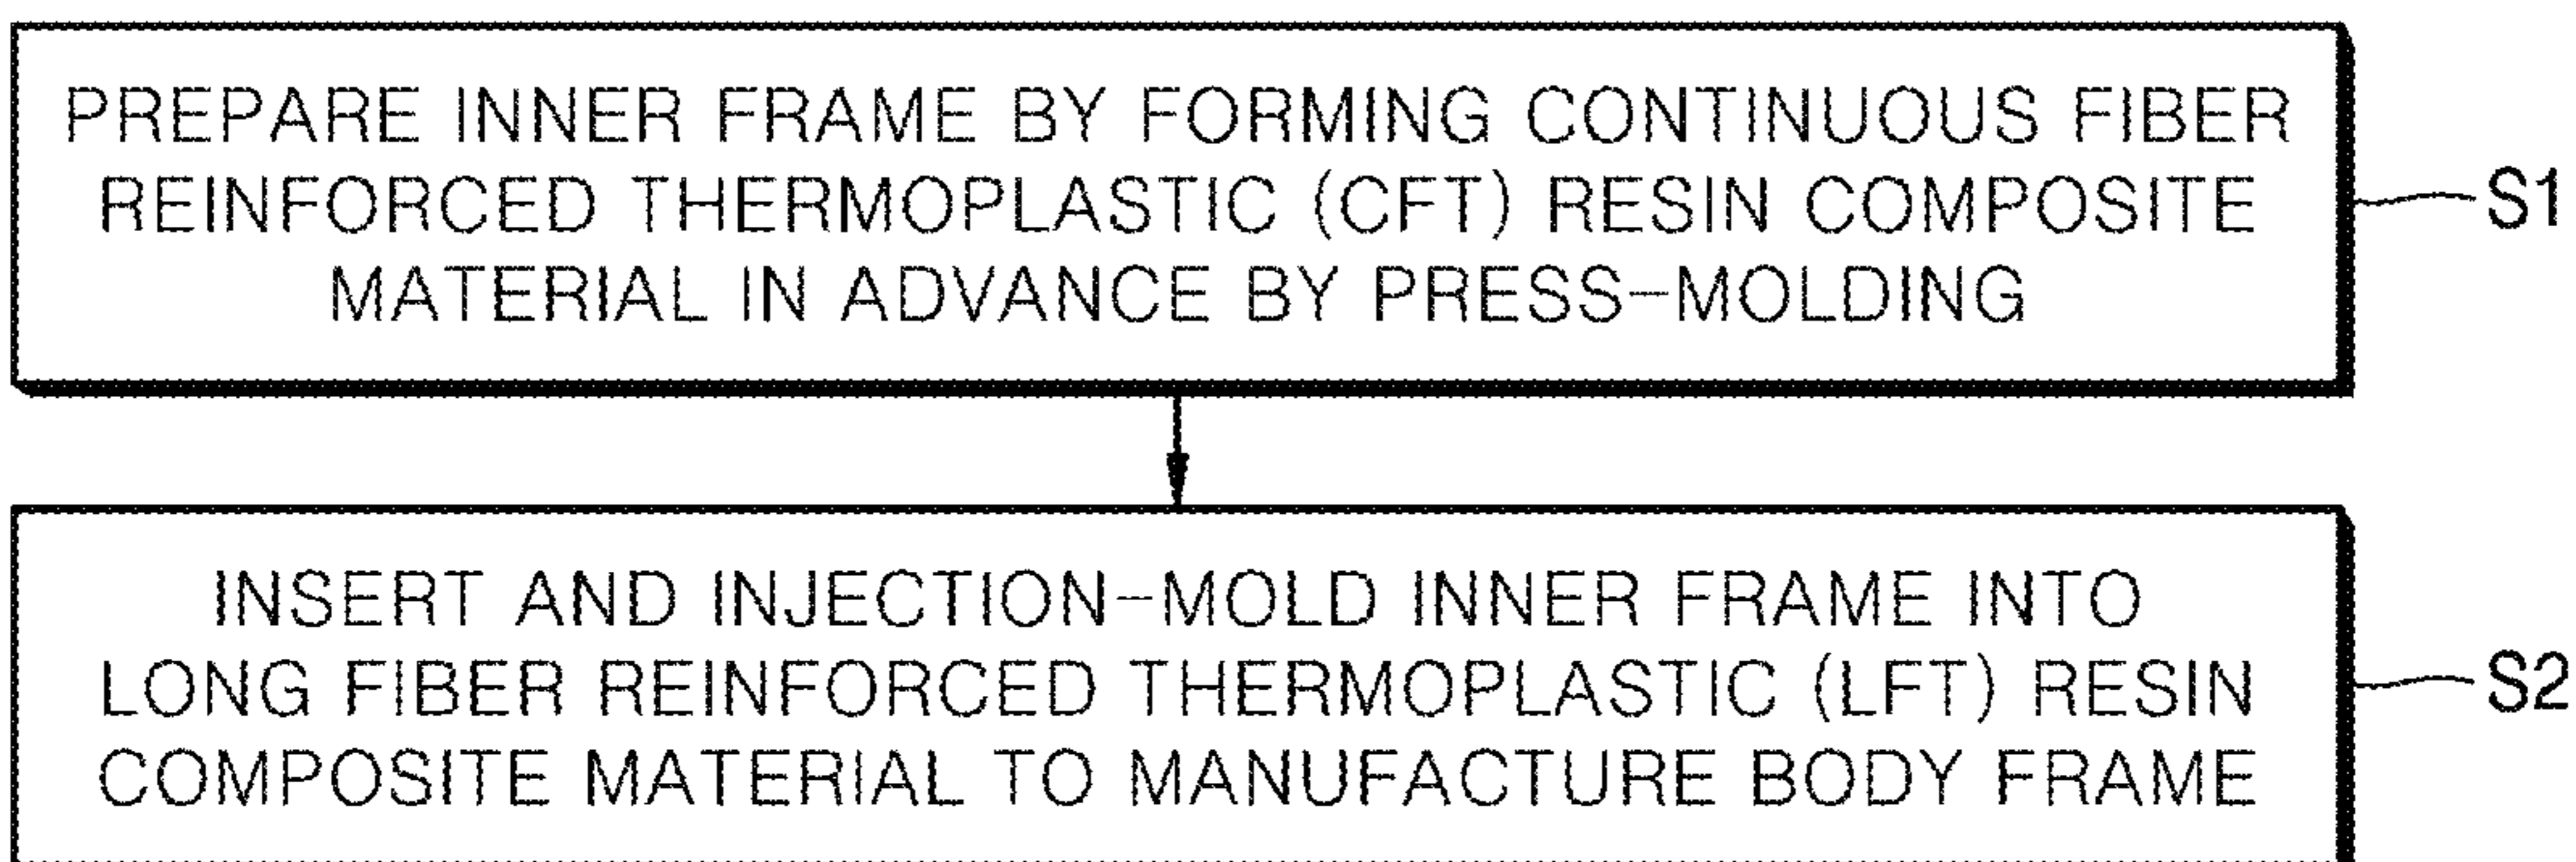 PREPARE INNER FRAME BY FORMING CONTINUOUS FIBER
REINFORCED THERMOPLASTIC (CFT) RESIN COMPOSITE
MATERIAL IN ADVANCE BY PRESS-MOLDING
S1
INSERT AND INJECTION-MOLD INNER FRAME INTO
LONG FIBER REINFORCED THERMOPLASTIC (LFT) RESIN
COMPOSITE MATERIAL TO MANUFACTURE BODY FRAME
S2